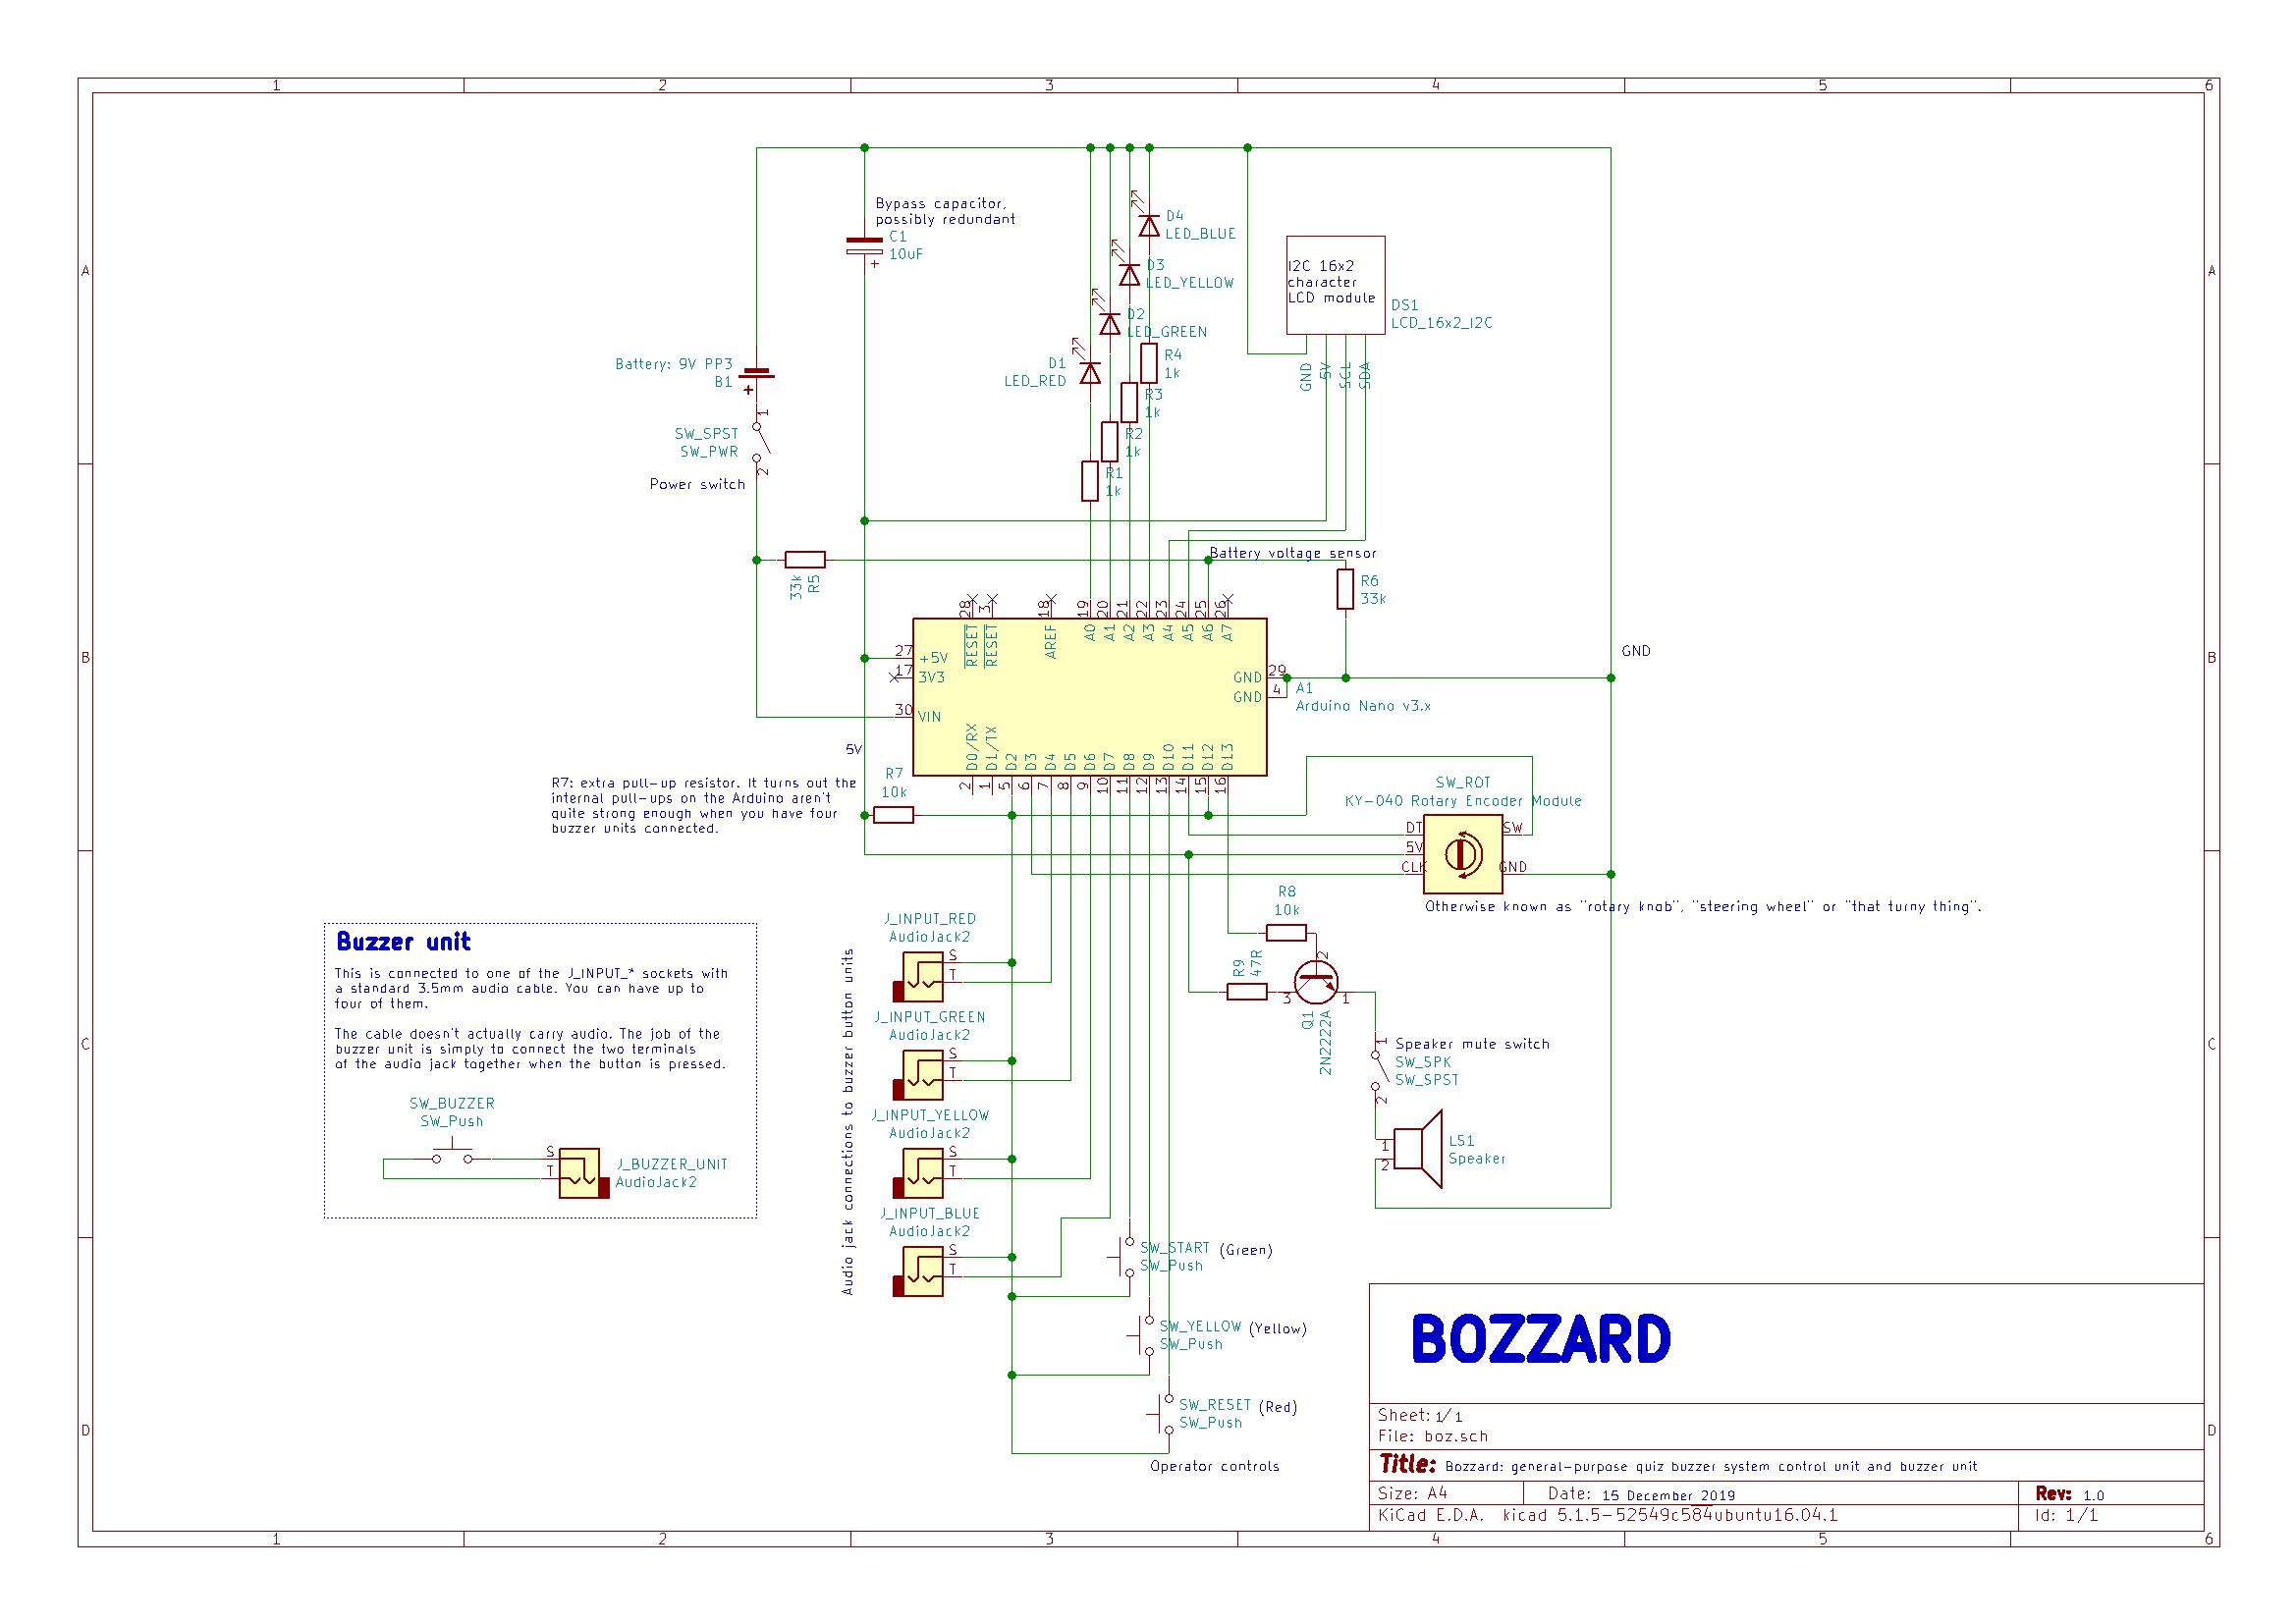 1 2 3 4 5 6
A
B
C
D
A
B
C
D
Bypass capacitor,
possibly redundant
C1
10uF
D4
LED_BLUE
D3
LED_YELLOW
D2
LED_GREEN
D1
LED_RED
R4
1k
R3
1k
R2
1k
R1
1k
I2C 16x2
character
LCD module
DS1
LCD_16x2_I2C
GND
5V
SCL
SDA
Battery: 9V PP3
B1
+
+
1
SW_SPST
SW_PWR
2
Power switch
33k
R5
Battery voltage sensor
R6
33k
28
3
18
19
20
21
22
23
24
25
26
RESET
RESET
AREF
A0
A1
A2
A3
A4
A5
A6
A7
27
+5V
17
3V3
30
VIN
GND
29
GND
4
A1
Arduino Nano v3.x
GND
D0/RX
D1/TX
D2
D3
D4
D5
D6
D7
D8
D9
D10
D11
D12
D13
2
1
5
6
7
8
9
10
11
12
13
14
15
16
5V
R7
10k
R7: extra pull-up resistor. It turns out the
internal pull-ups on the Arduino aren't
quite strong enough when you have four
buzzer units connected.
SW_ROT
KY-040 Rotary Encoder Module
DT
5V
CLK
SW
GND
Otherwise known as "rotary knob", "steering wheel" or "that turny thing".
R8
10k
R9
47R
2
3
1
Q1
2N2222A
1
Speaker mute switch
SW_SPK
SW_SPST
2
1
2
LS1
Speaker
Buzzer unit
This is connected to one of the J_INPUT_* sockets with
a standard 3.5mm audio cable. You can have up to
four of them.
The cable doesn't actually carry audio. The job of the
buzzer unit is simply to connect the two terminals
of the audio jack together when the button is pressed.
SW_BUZZER
SW_Push
S
T
J_BUZZER_UNIT
AudioJack2
Audio jack connections to buzzer button units
J_INPUT_RED
AudioJack2
S
T
J_INPUT_GREEN
AudioJack2
S
T
J_INPUT_YELLOW
AudioJack2
S
T
J_INPUT_BLUE
AudioJack2
S
T
SW_START (Green)
SW_Push
SW_YELLOW (Yellow)
SW_Push
SW_RESET (Red)
SW_Push
Operator controls
BOZZARD
Sheet: 1/1
File: boz.sch
Title: Bozzard: general-purpose quiz buzzer system control unit and buzzer unit
Size: A4 Date: 15 December 2019 Rev: 1.0
KiCad E.D.A. kicad 5.1.5-52549c584ubuntu16.04.1 Id: 1/1
1 2 3 4 5 6